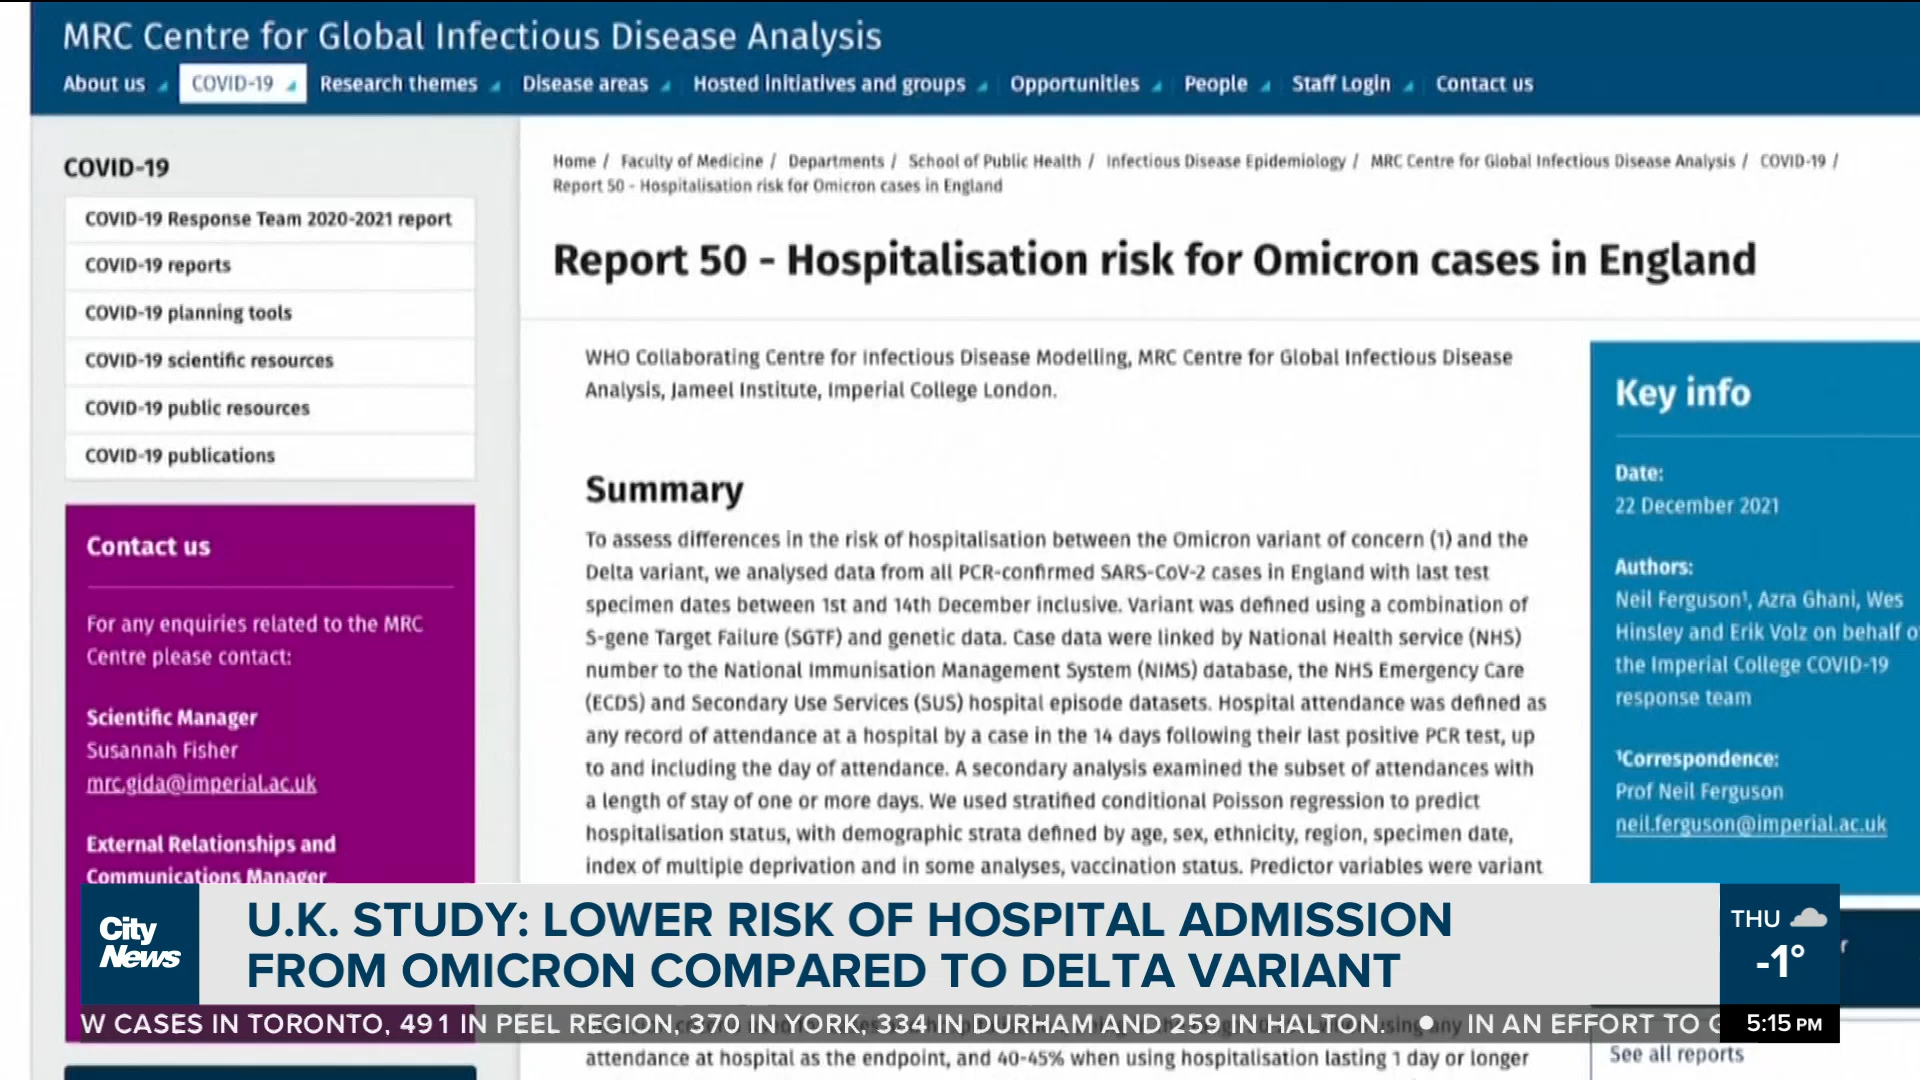 MRC Centre for Global Infectious Disease Analysis
About us
COVID-19
Research themes
Disease areas
Hosted initiatives and groups
Opportunities
People
Staff Login
Contact us
COVID-19
COVID-19 Response Team 2020-2021 report
COVID-19 reports
COVID-19 planning tools
COVID-19 scientific resources
COVID-19 public resources
COVID-19 publications
Contact us
For any enquiries related to the MRC
Centre please contact:
Scientific Manager
Susannah Fisher
mrc.gida@imperial.ac.uk
External Relationships and
Communications Manager
Home / Faculty of Medicine / Departments / School of Public Health / Infectious Disease Epidemiology / MRC Centre for Global Infectious Disease Analysis / COVID-19 /
Report 50 - Hospitalisation risk for Omicron cases in England
Report 50 - Hospitalisation risk for Omicron cases in England
WHO Collaborating Centre for Infectious Disease Modelling, MRC Centre for Global Infectious Disease
Analysis, Jameel Institute, Imperial College London.
Summary
To assess differences in the risk of hospitalisation between the Omicron variant of concern (1) and the
Delta variant, we analysed data from all PCR-confirmed SARS-CoV-2 cases in England with last test
specimen dates between 1st and 14th December inclusive. Variant was defined using a combination of
S-gene Target Failure (SGTF) and genetic data. Case data were linked by National Health service (NHS)
number to the National Immunisation Management System (NIMS) database, the NHS Emergency Care
(ECDS) and Secondary Use Services (SUS) hospital episode datasets. Hospital attendance was defined as
any record of attendance at a hospital by a case in the 14 days following their last positive PCR test, up
to and including the day of attendance. A secondary analysis examined the subset of attendances with
a length of stay of one or more days. We used stratified conditional Poisson regression to predict
hospitalisation status, with demographic strata defined by age, sex, ethnicity, region, specimen date,
index of multiple deprivation and in some analyses, vaccination status. Predictor variables were variant
attendance at hospital as the endpoint, and 40-45% when using hospitalisation lasting 1 day or longer
Key info
Date:
22 December 2021
Authors:
Neil Ferguson¹, Azra Ghani, Wes
Hinsley and Erik Volz on behalf o
the Imperial College COVID-19
response team
¹Correspondence:
Prof Neil Ferguson
neil.ferguson@imperial.ac.uk
See all reports
City
News
U.K. STUDY: LOWER RISK OF HOSPITAL ADMISSION
FROM OMICRON COMPARED TO DELTA VARIANT
THU
-1°
W CASES IN TORONTO, 491 IN PEEL REGION, 370 IN YORK, 334 IN DURHAM AND 259 IN HALTON. ● IN AN EFFORT TO G
5:15 PM